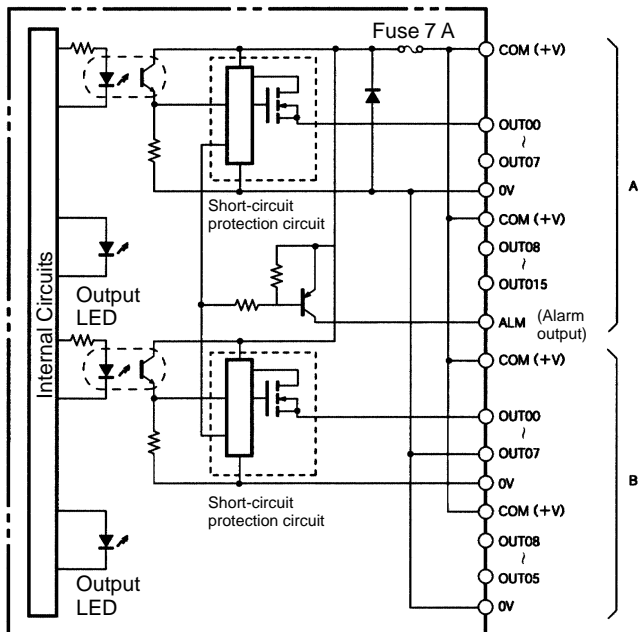 Fuse 7 A
COM (+V)
OUT00
~
OUT07
0V
Short-circuit
protection circuit
COM (+V)
OUT08
~
OUT015
Output
LED
ALM
(Alarm
output)
A
Internal Circuits
COM (+V)
OUT00
~
OUT07
0V
Short-circuit
protection circuit
COM (+V)
OUT08
~
OUT05
0V
Output
LED
B